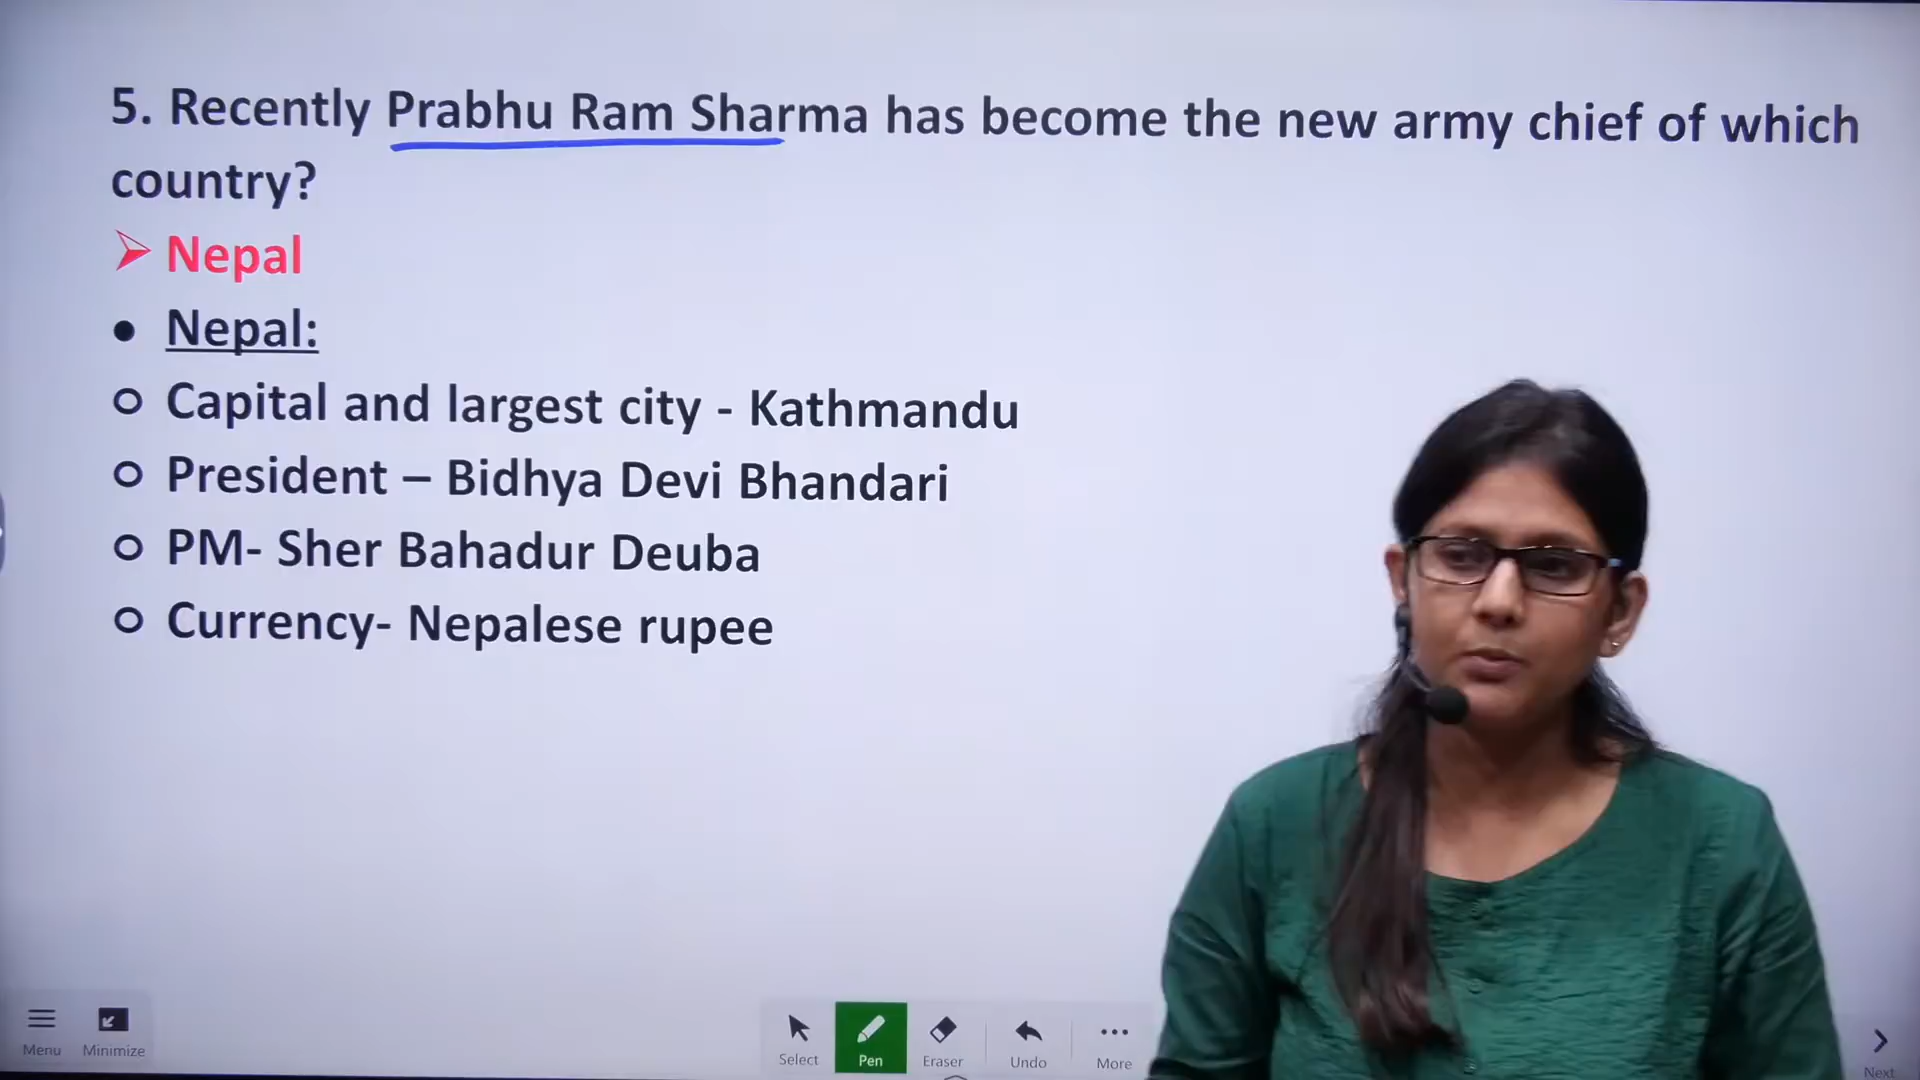 5. Recently Prabhu Ram Sharma has become the new army chief of which
country?
Nepal
Nepal:
Capital and largest city - Kathmandu
President – Bidhya Devi Bhandari
PM- Sher Bahadur Deuba
Currency- Nepalese rupee
Menu
Minimize
Select
Pen
Eraser
Undo
More
Next